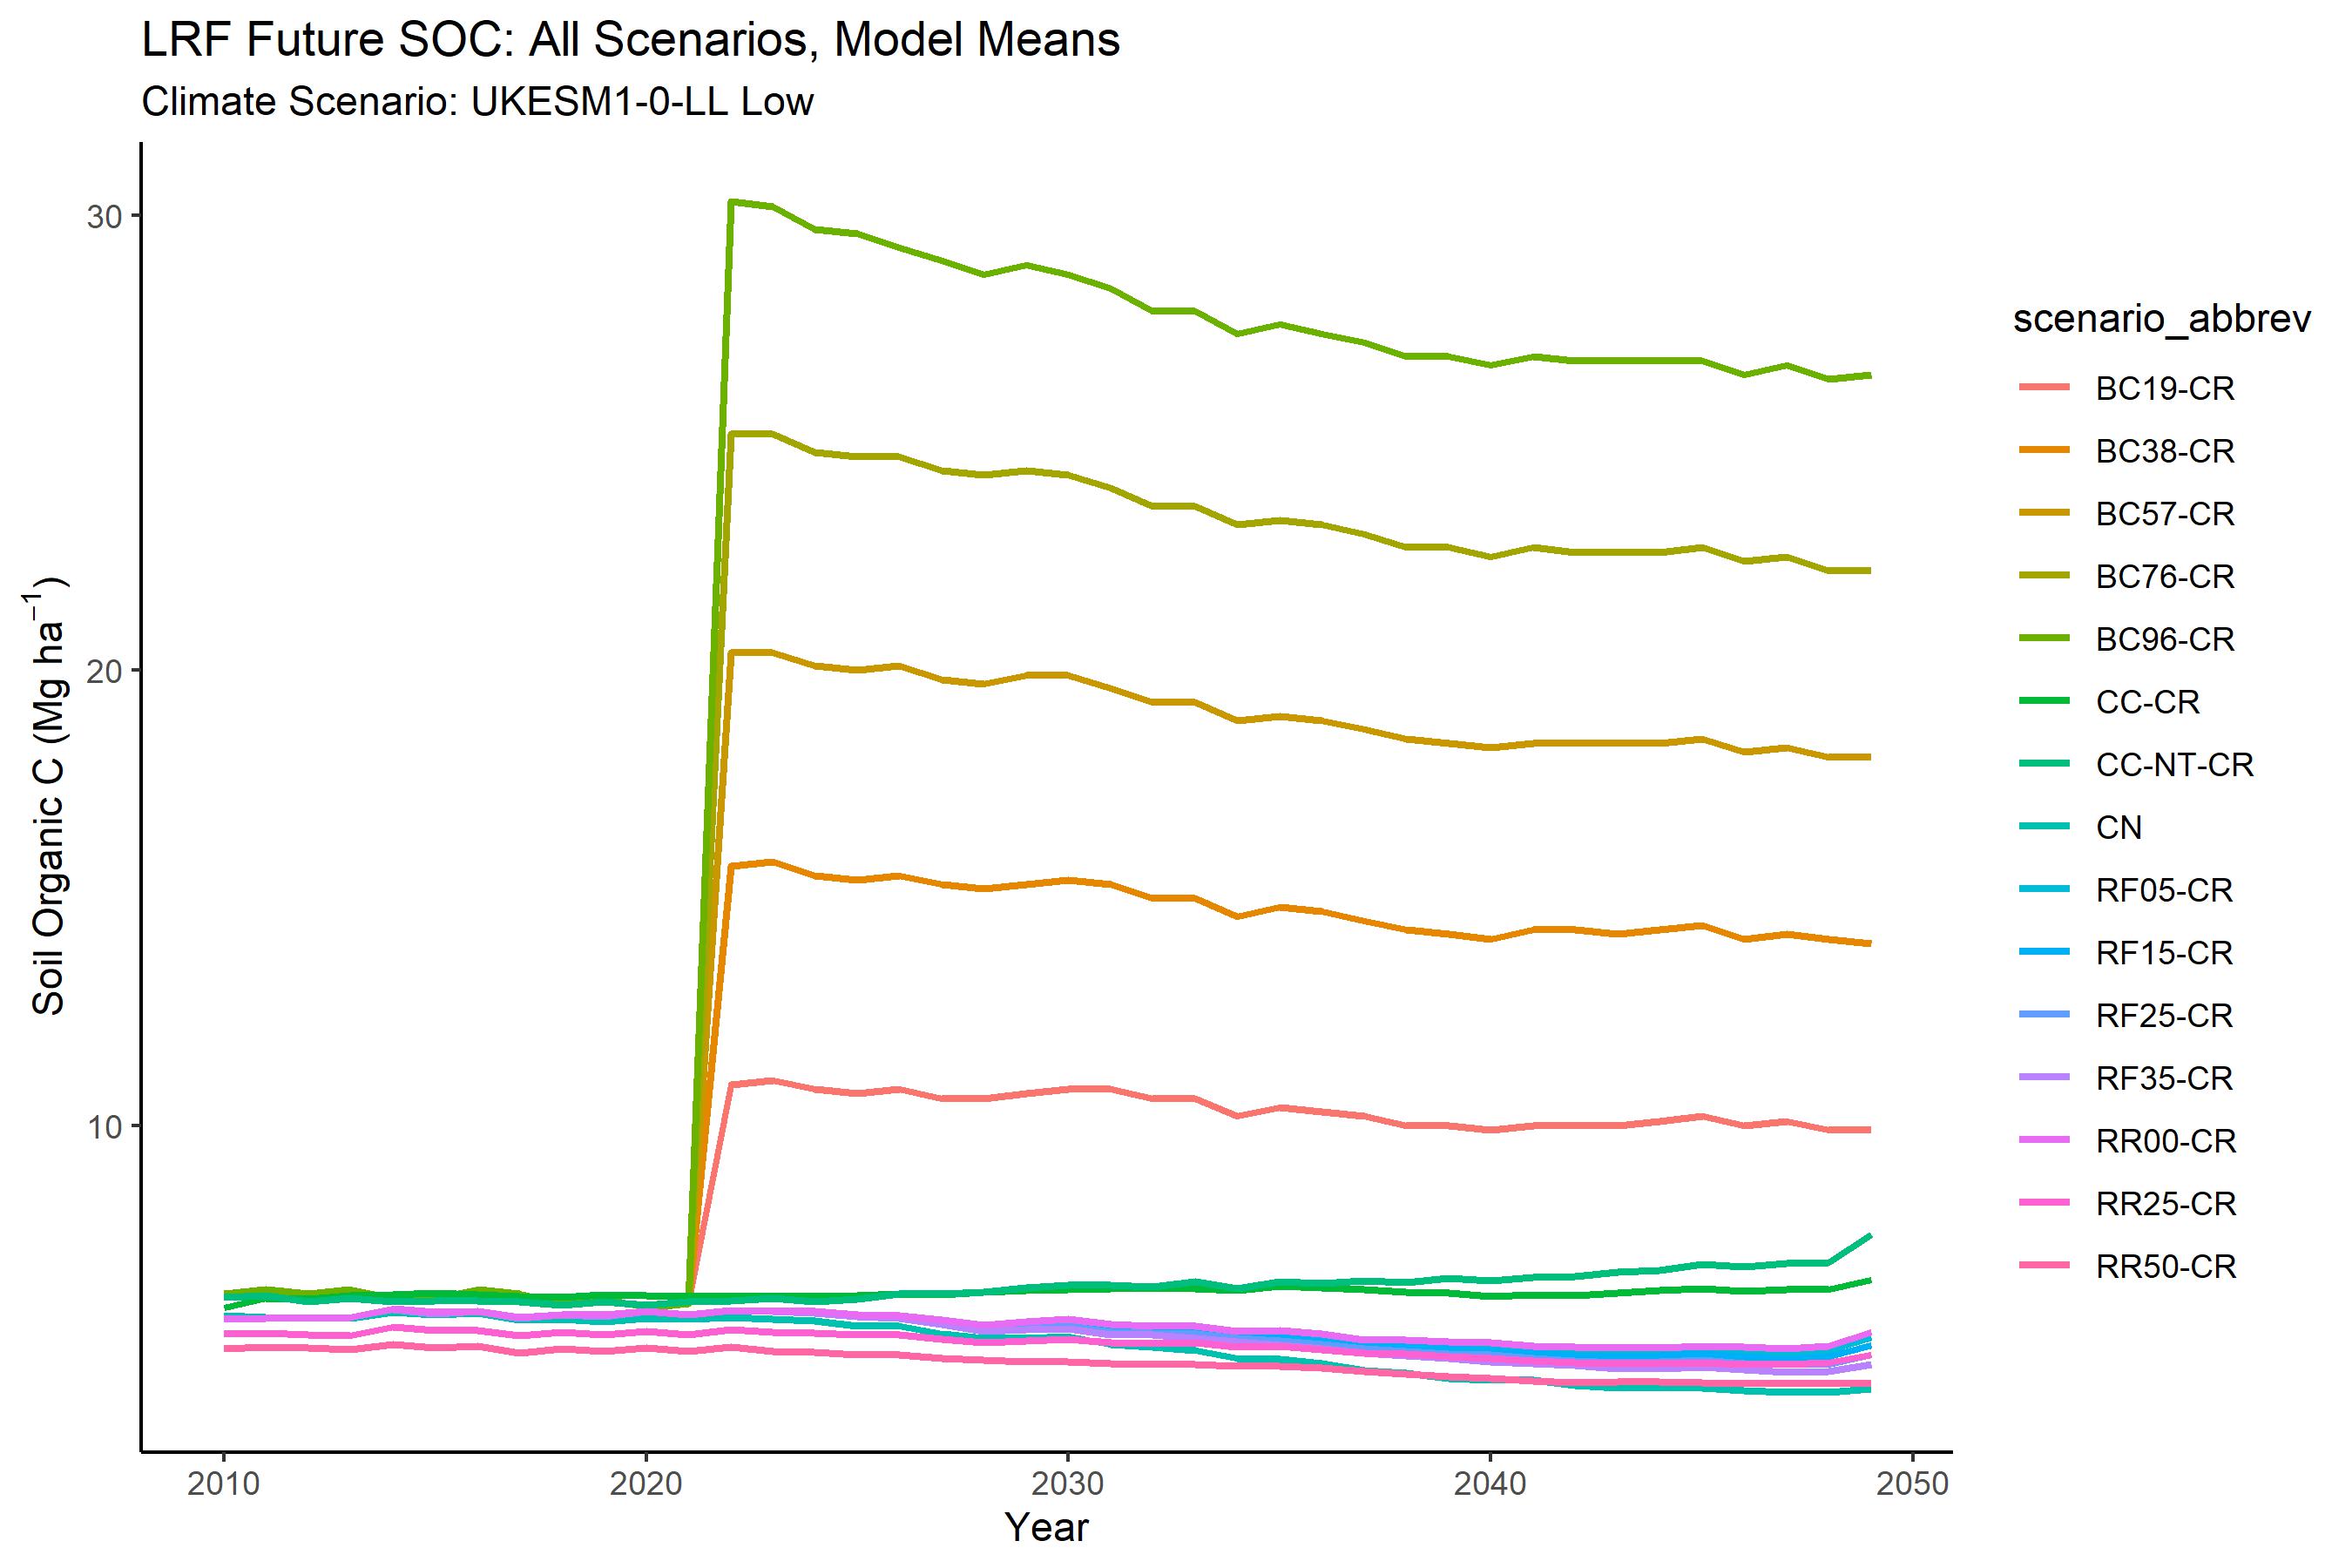 LRF Future SOC: All Scenarios, Model Means
Climate Scenario: UKESM1-0-LL Low
30
20
10
Soil Organic C (Mg ha⁻¹)
2010
2020
2030
2040
2050
Year
scenario_abbrev
BC19-CR
BC38-CR
BC57-CR
BC76-CR
BC96-CR
CC-CR
CC-NT-CR
CN
RF05-CR
RF15-CR
RF25-CR
RF35-CR
RR00-CR
RR25-CR
RR50-CR